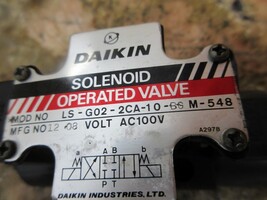 DAIKIN
SOLENOID
OPERATED VALVE
MOD NO LS-G02-2CA-10- M-548
MFG NO 12 08 VOLT AC100V
A2978
a A B b
P T
DAIKIN INDUSTRIES, LTD.